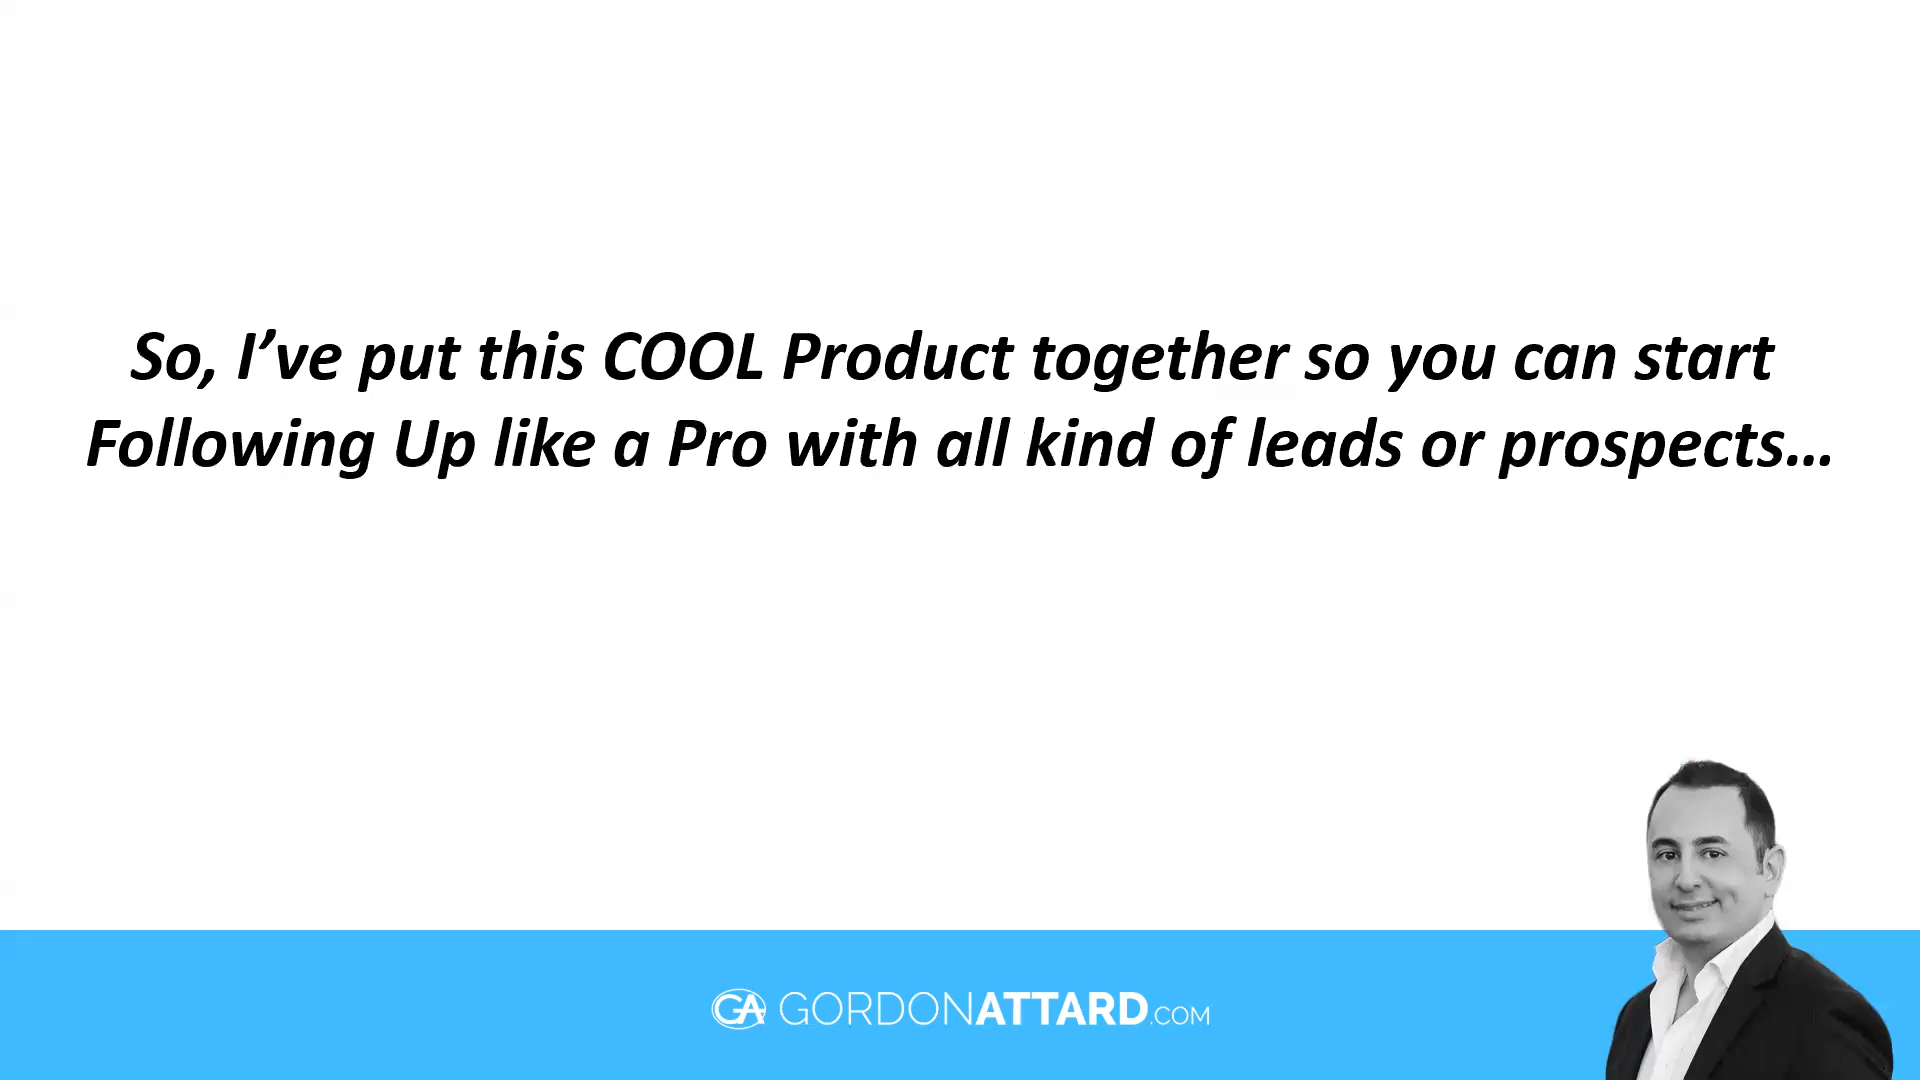 So, I’ve put this COOL Product together so you can start
Following Up like a Pro with all kind of leads or prospects…
GA GORDONATTARD.COM